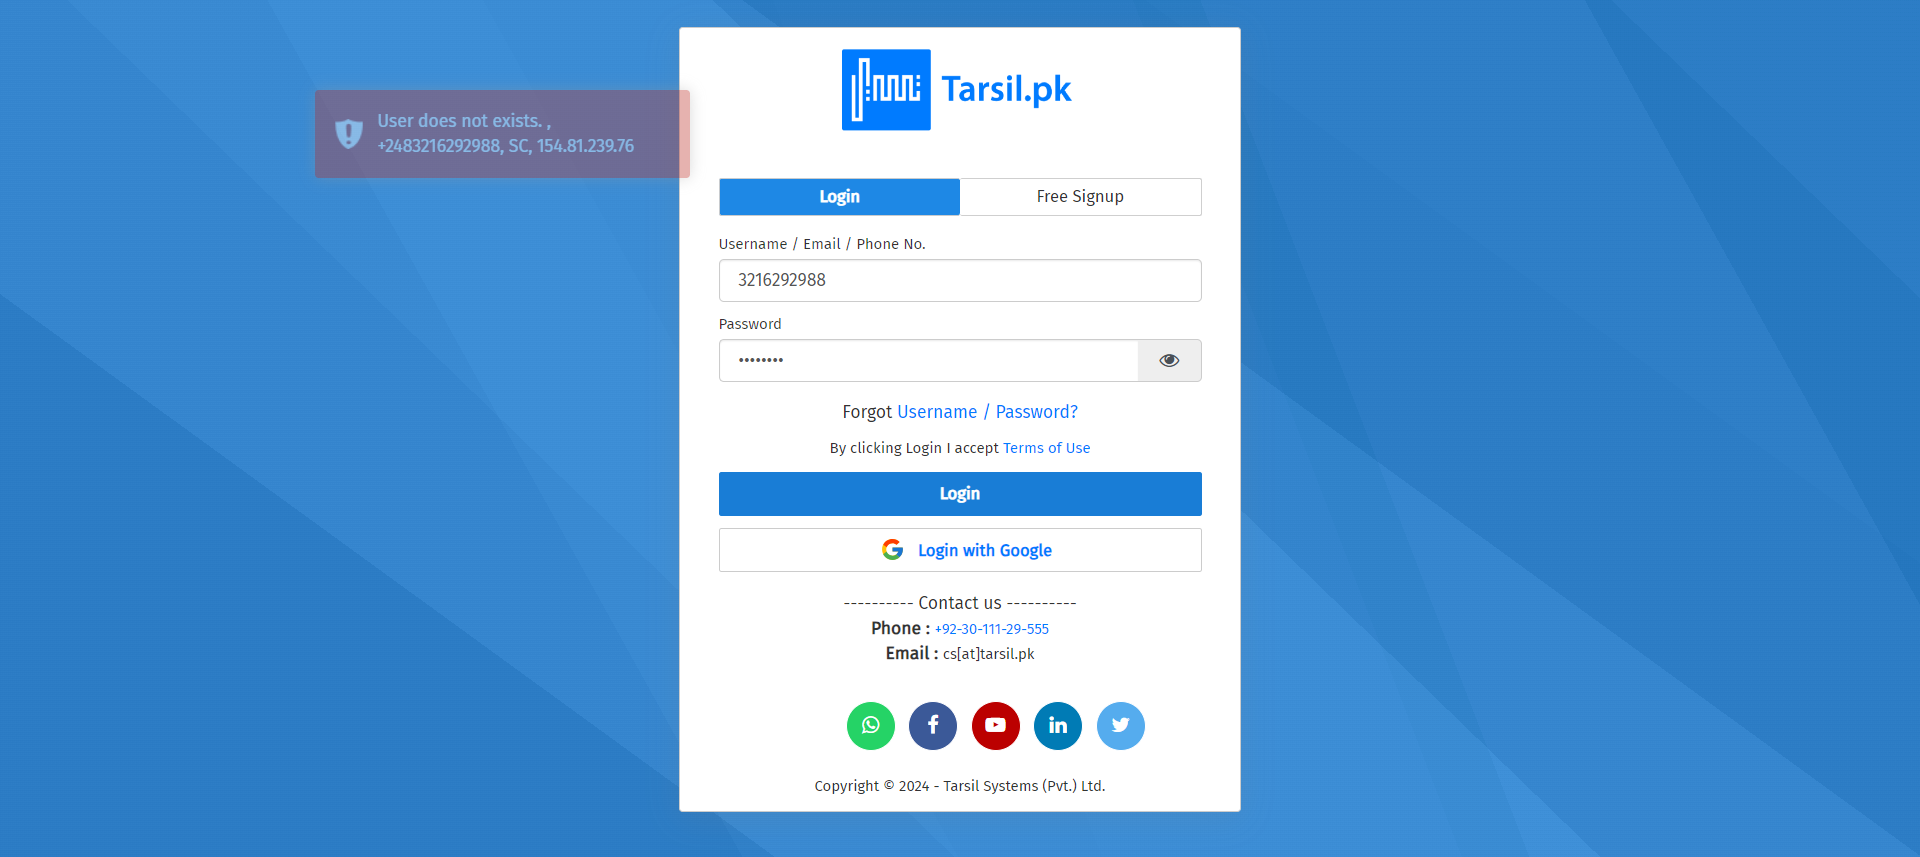 Tarsil.pk
User does not exists. ,
+2483216292988, SC, 154.81.239.76
Login
Free Signup
Username / Email / Phone No.
3216292988
Password
••••••••
Forgot Username / Password?
By clicking Login I accept Terms of Use
Login
Login with Google
---------- Contact us ----------
Phone : +92-30-111-29-555
Email : cs[at]tarsil.pk
Copyright © 2024 - Tarsil Systems (Pvt.) Ltd.